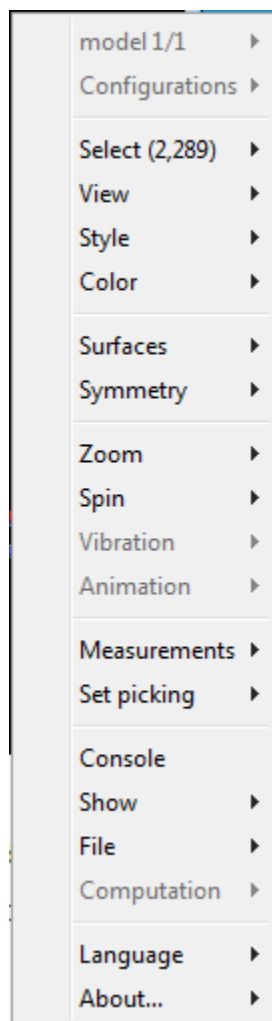 model 1/1
Configurations
Select (2,289)
View
Style
Color
Surfaces
Symmetry
Zoom
Spin
Vibration
Animation
Measurements
Set picking
Console
Show
File
Computation
Language
About...